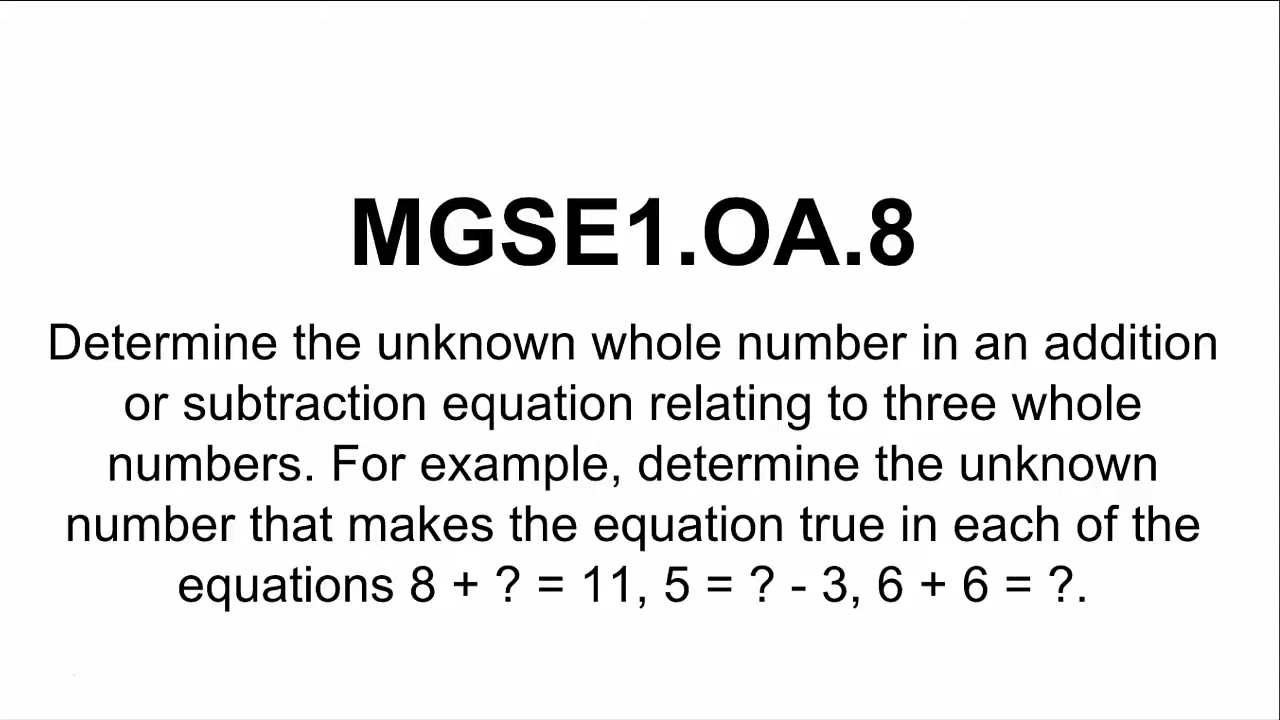 MGSE1.OA.8
Determine the unknown whole number in an addition
or subtraction equation relating to three whole
numbers. For example, determine the unknown
number that makes the equation true in each of the
equations 8 + ? = 11, 5 = ? - 3, 6 + 6 = ?.